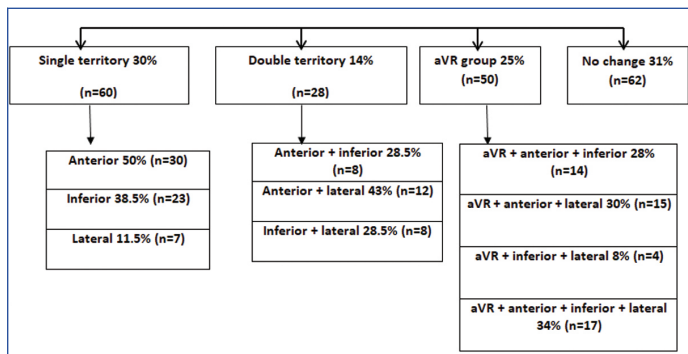 Single territory 30%
(n=60)
Double territory 14%
(n=28)
aVR group 25%
(n=50)
No change 31%
(n=62)
Anterior 50% (n=30)
Inferior 38.5% (n=23)
Lateral 11.5% (n=7)
Anterior + inferior 28.5%
(n=8)
Anterior + lateral 43% (n=12)
Inferior + lateral 28.5% (n=8)
aVR + anterior + inferior 28%
(n=14)
aVR + anterior + lateral 30% (n=15)
aVR + inferior + lateral 8% (n=4)
aVR + anterior + inferior + lateral
34% (n=17)